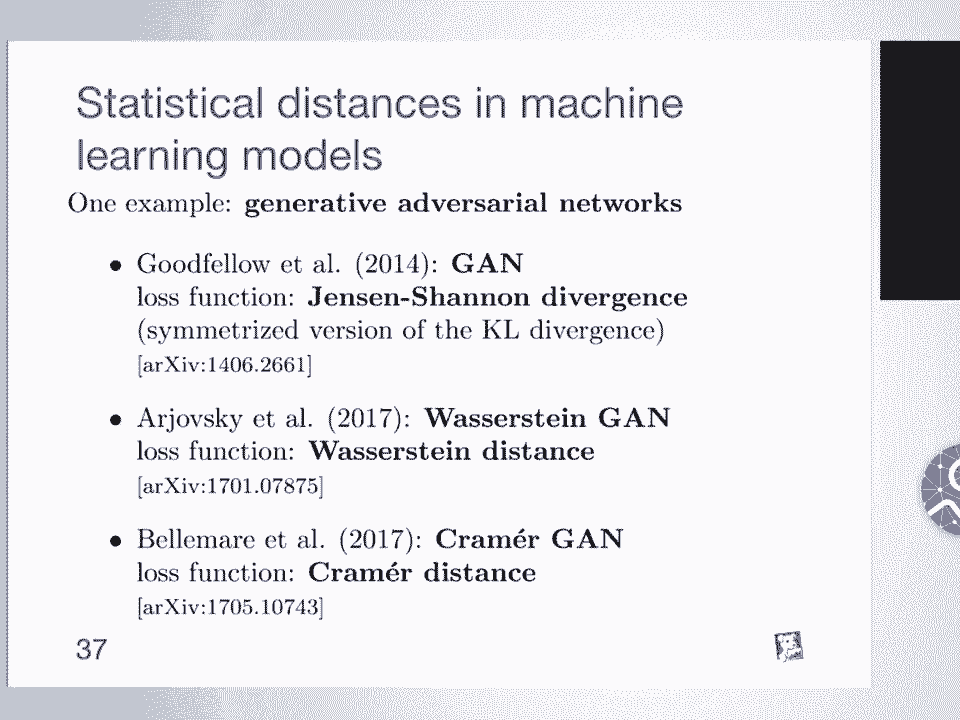 Statistical distances in machine
learning models
One example: generative adversarial networks
• Goodfellow et al. (2014): GAN
loss function: Jensen-Shannon divergence
(symmetrized version of the KL divergence)
[arXiv:1406.2661]
• Arjovsky et al. (2017): Wasserstein GAN
loss function: Wasserstein distance
[arXiv:1701.07875]
• Bellemare et al. (2017): Cramér GAN
loss function: Cramér distance
[arXiv:1705.10743]
37